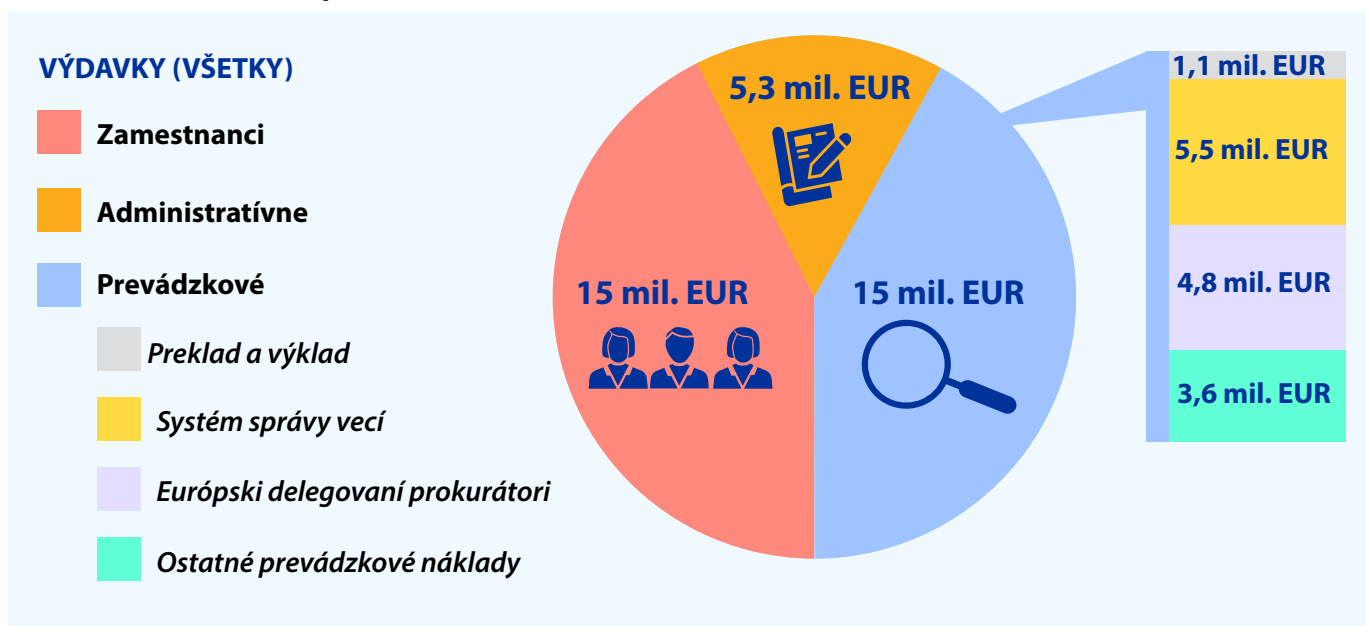 VÝDAVKY (VŠETKY)
Zamestnanci
Administratívne
Prevádzkové
Preklad a výklad
Systém správy vecí
Európski delegovaní prokurátori
Ostatné prevádzkové náklady
5,3 mil. EUR
15 mil. EUR
15 mil. EUR
1,1 mil. EUR
5,5 mil. EUR
4,8 mil. EUR
3,6 mil. EUR